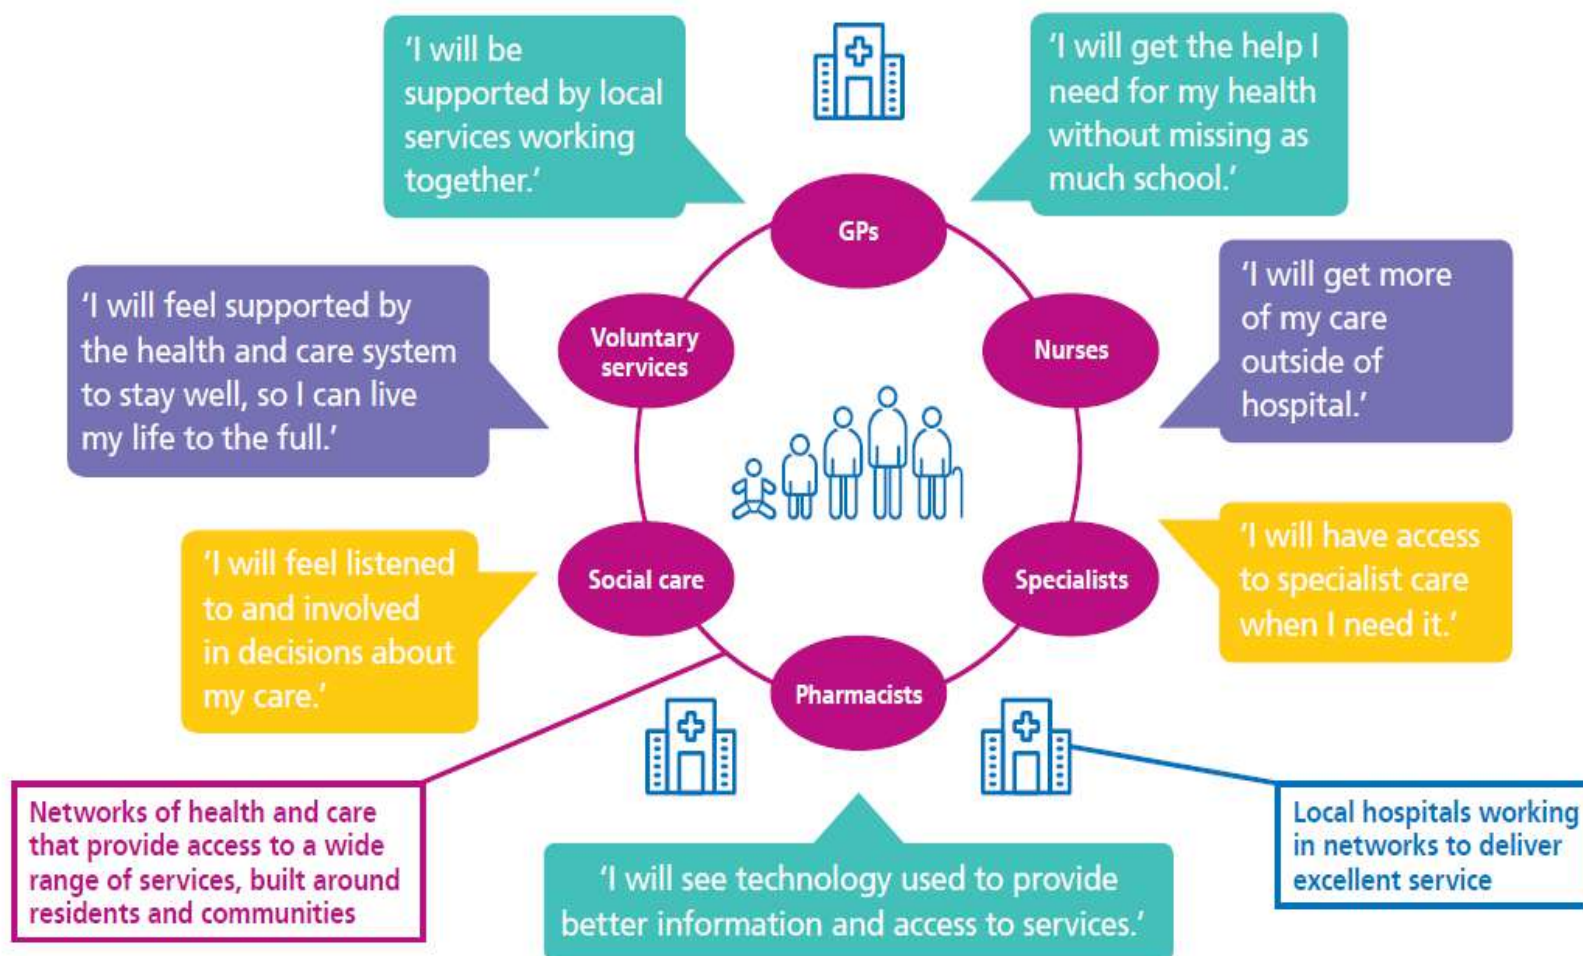 'I will be
supported by local
services working
together.'
'I will get the help I
need for my health
without missing as
much school.'
GPs
'I will feel supported by
the health and care system
to stay well, so I can live
my life to the full.'
Voluntary
services
Nurses
'I will get more
of my care
outside of
hospital.'
'I will feel listened
to and involved
in decisions about
my care.'
Social care
Specialists
'I will have access
to specialist care
when I need it.'
Pharmacists
Networks of health and care
that provide access to a wide
range of services, built around
residents and communities
'I will see technology used to provide
better information and access to services.'
Local hospitals working
in networks to deliver
excellent service